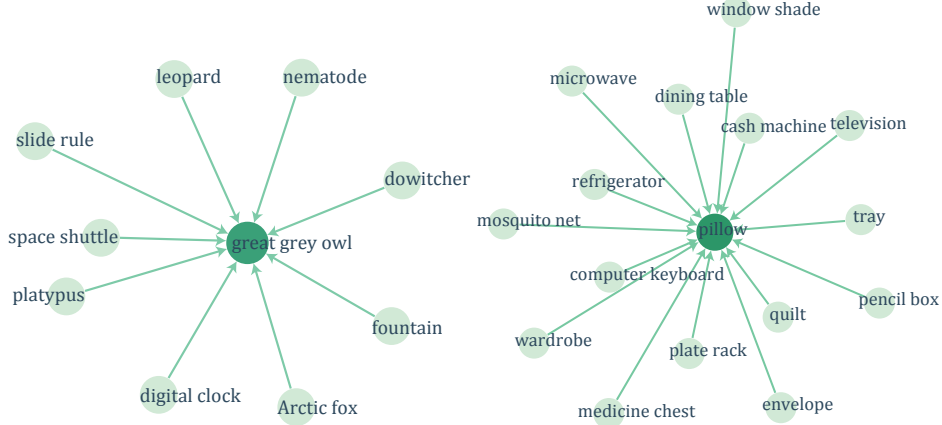 leopard
nematode
slide rule
dowitcher
space shuttle
great grey owl
platypus
fountain
digital clock
Arctic fox
window shade
microwave
dining table
cash machine
television
refrigerator
mosquito net
pillow
tray
computer keyboard
pencil box
quilt
wardrobe
plate rack
medicine chest
envelope